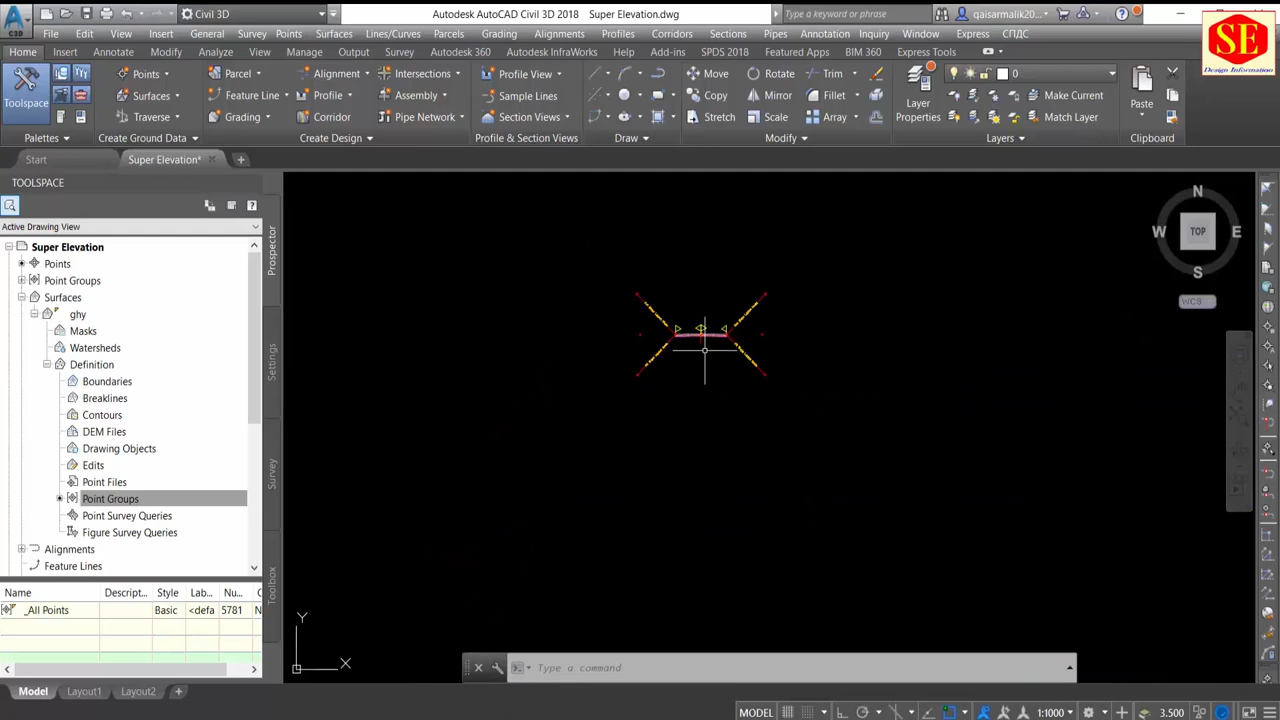 Civil 3D
Autodesk AutoCAD Civil 3D 2018 Super Elevation.dwg
Type a keyword or phrase
qaisarmalik20...
SE
Design Information
File Edit View Insert General Survey Points Surfaces Lines/Curves Parcels Grading Alignments Profiles Corridors Sections Pipes Annotation Inquiry Window Express СПДС
Home Insert Annotate Modify Analyze View Manage Output Survey Autodesk 360 Autodesk InfraWorks Help Add-ins SPDS 2018 Featured Apps BIM 360 Express Tools
Points Parcel Alignment Intersections Profile View Move Rotate Trim 0
Toolspace Surfaces Feature Line Profile Assembly Sample Lines Copy Mirror Fillet Layer Properties Make Current Paste
Traverse Grading Corridor Pipe Network Section Views Stretch Scale Array Match Layer
Palettes Create Ground Data Create Design Profile & Section Views Draw Modify Layers Clipboard
Start Super Elevation*
TOOLSPACE
Active Drawing View
Super Elevation
Points
Point Groups
Surfaces
ghy
Masks
Watersheds
Definition
Boundaries
Breaklines
Contours
DEM Files
Drawing Objects
Edits
Point Files
Point Groups
Point Survey Queries
Figure Survey Queries
Alignments
Feature Lines
Name Descript... Style Lab... Nu...
_All Points Basic <defa 5781 N
Prospector
Settings
Survey
Toolbox
N
W TOP E
S
WCS
Y
X
Type a command
Model Layout1 Layout2
MODEL 1:1000 3.500